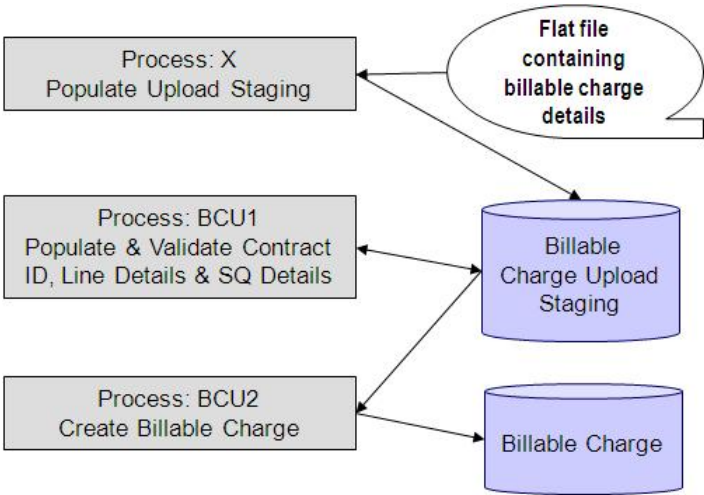 Process: X
Populate Upload Staging
Flat file
containing
billable charge
details
Process: BCU1
Populate & Validate Contract
ID, Line Details & SQ Details
Billable
Charge Upload
Staging
Process: BCU2
Create Billable Charge
Billable Charge